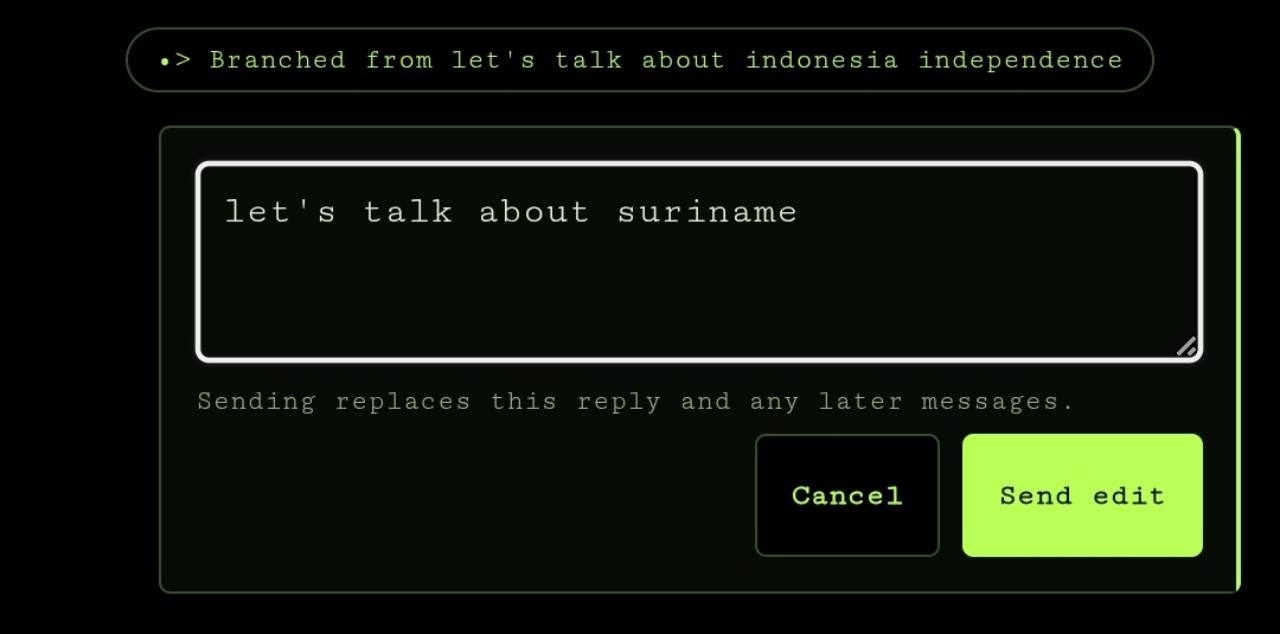 •> Branched from let's talk about indonesia independence
let's talk about suriname
Sending replaces this reply and any later messages.
Cancel
Send edit